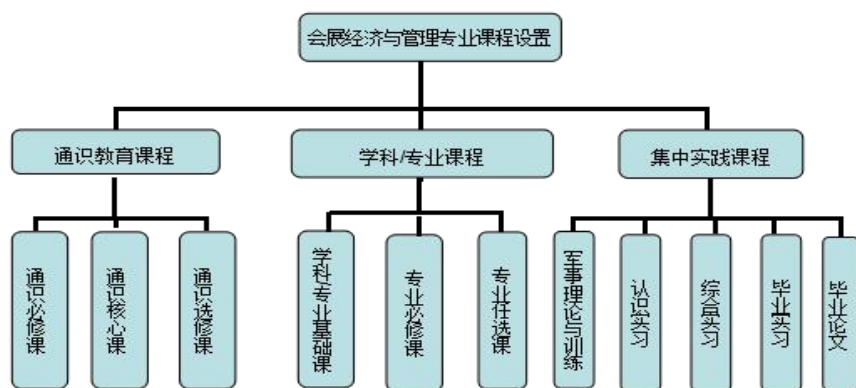 会展经济与管理专业课程设置
通识教育课程
学科/专业课程
集中实践课程
通识必修课
通识核心课
通识选修课
学科/专业基础课
专业必修课
专业任选课
军事理论与训练
认识实习
综合实习
毕业实习
毕业论文